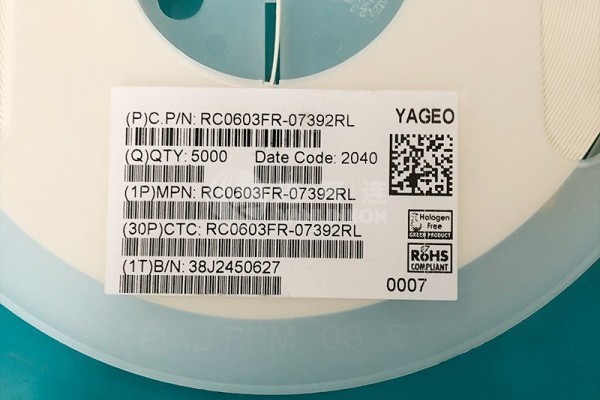 (P)C.P/N: RC0603FR-07392RL
YAGEO
(Q)QTY: 5000 Date Code: 2040
(1P)MPN: RC0603FR-07392RL
Halogen
Free
GREEN PRODUCT
(30P)CTC: RC0603FR-07392RL
RoHS
COMPLIANT
(1T)B/N: 38J2450627
0007